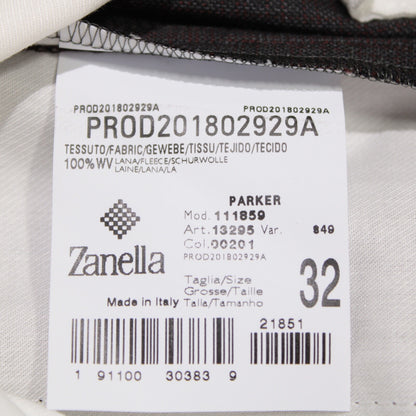 PROD201802929A PROD201802929A
PROD201802929A
TESSUTO/FABRIC/GEWEBE/TISSU/TEJIDO/TECIDO
100%WV LANA/FLEECE/SCHURWOLLE
LAINE/LANA/LA
PARKER
Mod. 111859
Art. 13295 Var. 849
Col. 00201
PROD201802929A
Zanella
Taglia/Size
Grosse/Taille
Talla/Tamanho
32
Made in Italy
21851
1 91100 30383 9